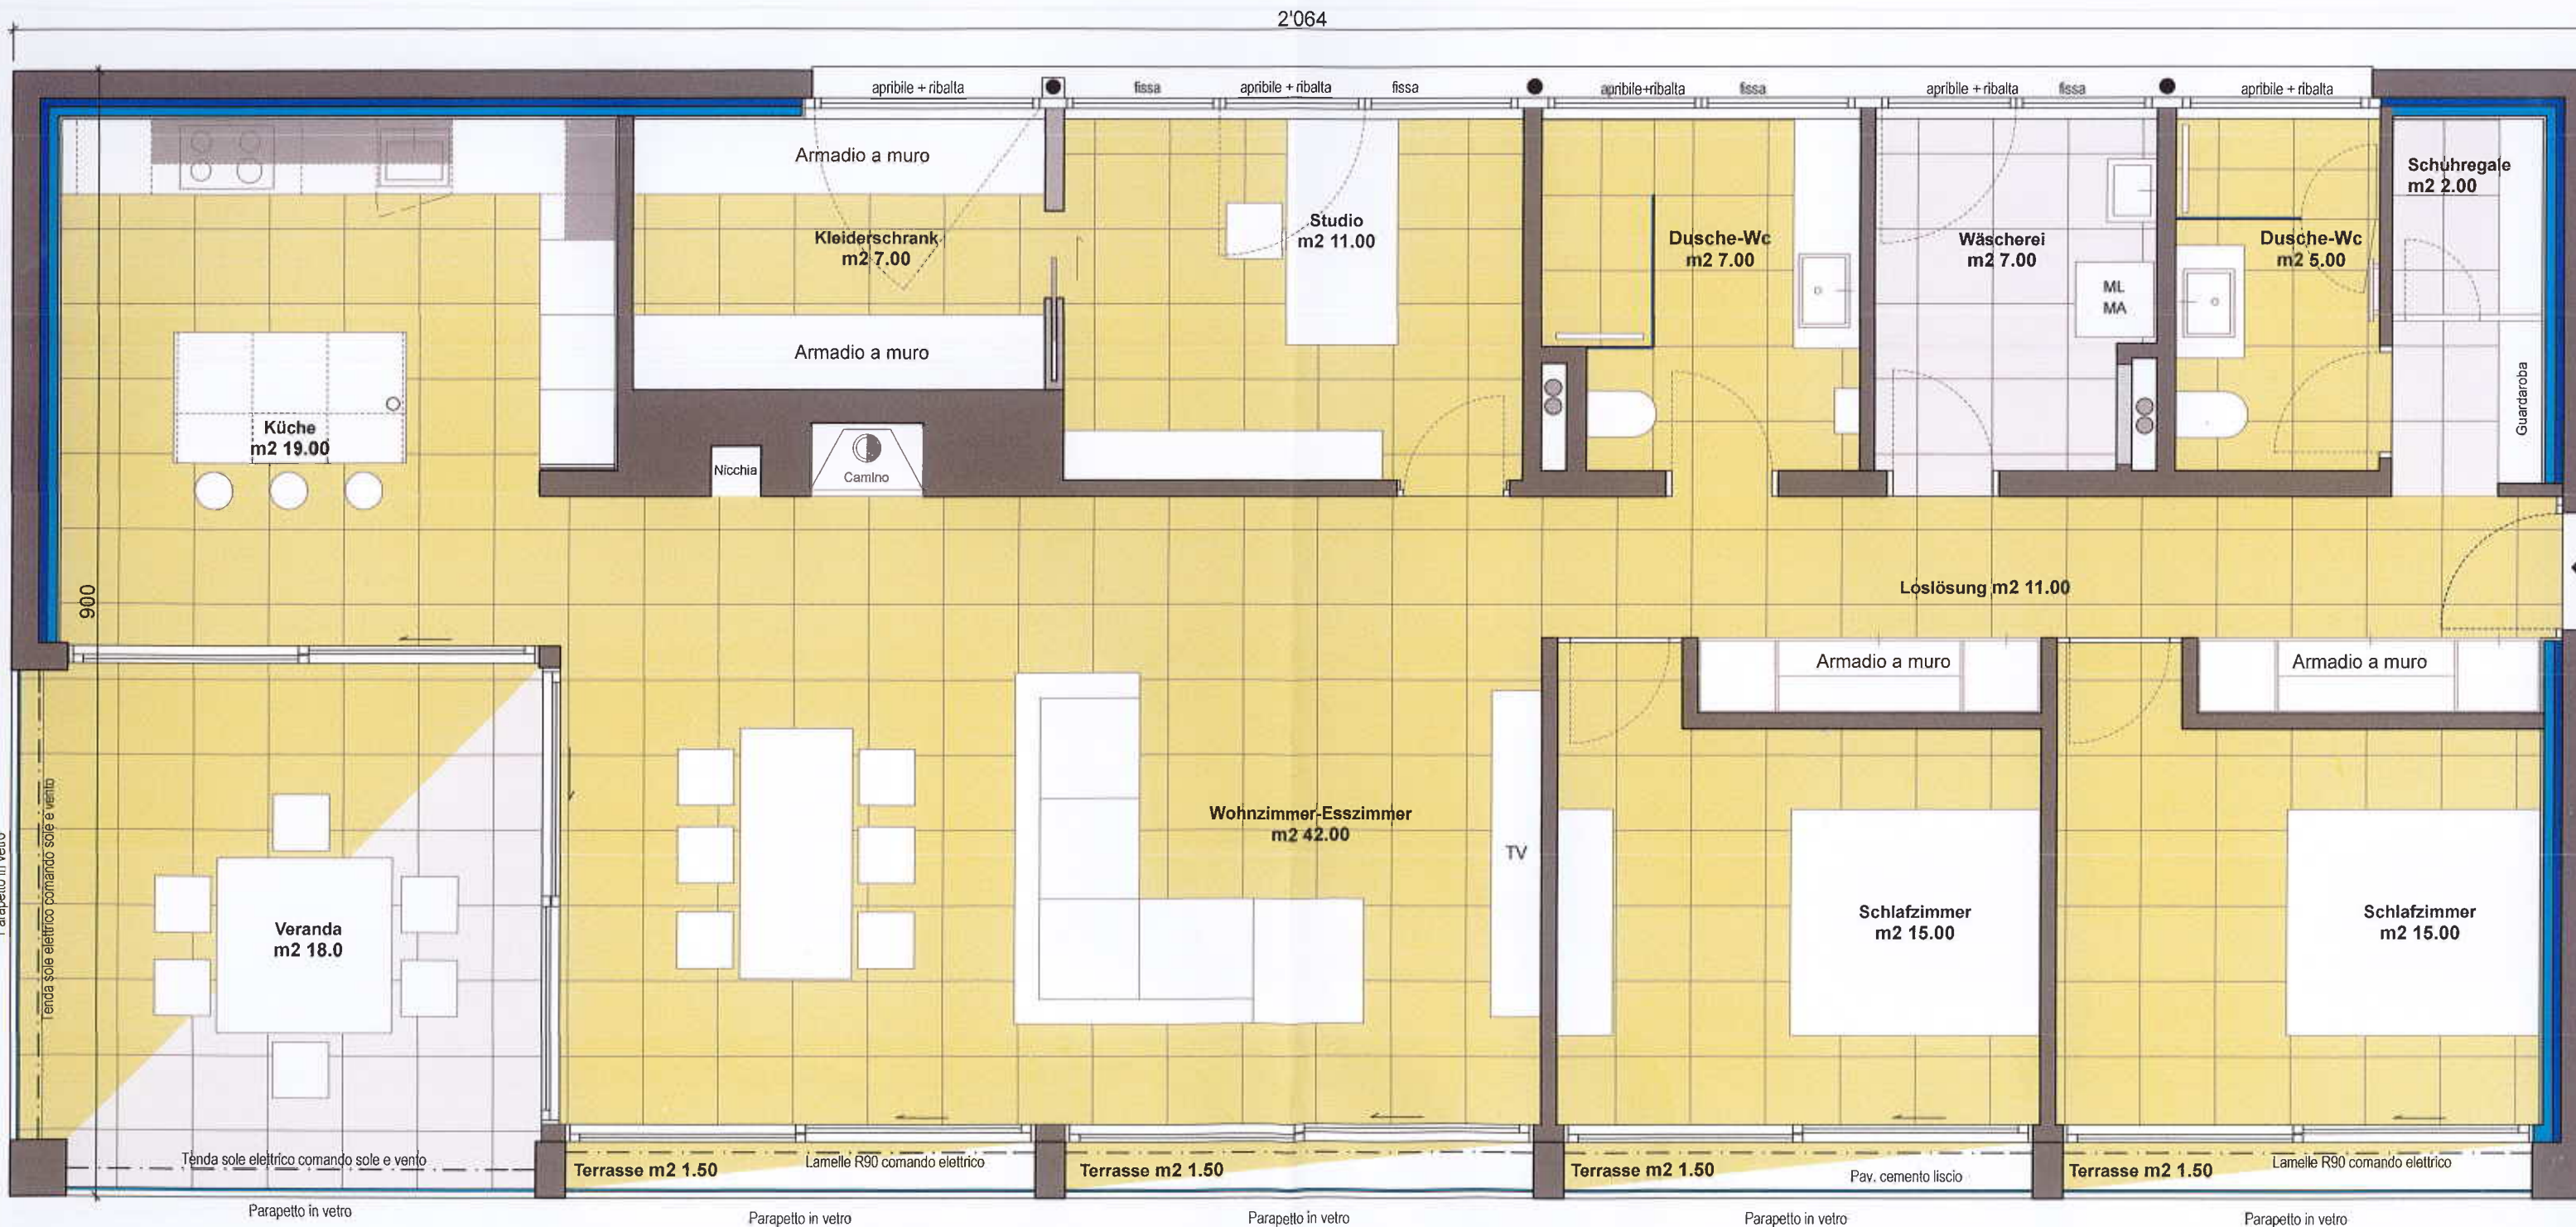 2'064
apribile + ribalta
fissa
apribile + ribalta
fissa
apribile+ribalta
fissa
apribile + ribalta
fissa
apribile + ribalta
Armadio a muro
Kleiderschrank
m2 7.00
Armadio a muro
Studio
m2 11.00
Dusche-Wc
m2 7.00
Wäscherei
m2 7.00
ML
MA
Dusche-Wc
m2 5.00
Schuhregale
m2 2.00
Guardaroba
Küche
m2 19.00
Nicchia
Camino
900
Loslösung m2 11.00
Armadio a muro
Armadio a muro
Parapetto in vetro
Tenda sole elettrico comando sole e vento
Veranda
m2 18.0
Wohnzimmer-Esszimmer
m2 42.00
TV
Schlafzimmer
m2 15.00
Schlafzimmer
m2 15.00
Tenda sole elettrico comando sole e vento
Terrasse m2 1.50
Lamelle R90 comando elettrico
Terrasse m2 1.50
Terrasse m2 1.50
Pav. cemento liscio
Terrasse m2 1.50
Lamelle R90 comando elettrico
Parapetto in vetro
Parapetto in vetro
Parapetto in vetro
Parapetto in vetro
Parapetto in vetro